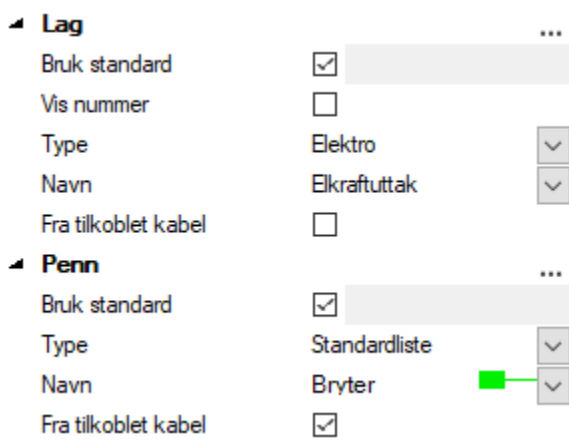 Lag ...
Bruk standard
Vis nummer
Type Elektro
Navn Elkraftuttak
Fra tilkoblet kabel
Penn ...
Bruk standard
Type Standardliste
Navn Bryter
Fra tilkoblet kabel